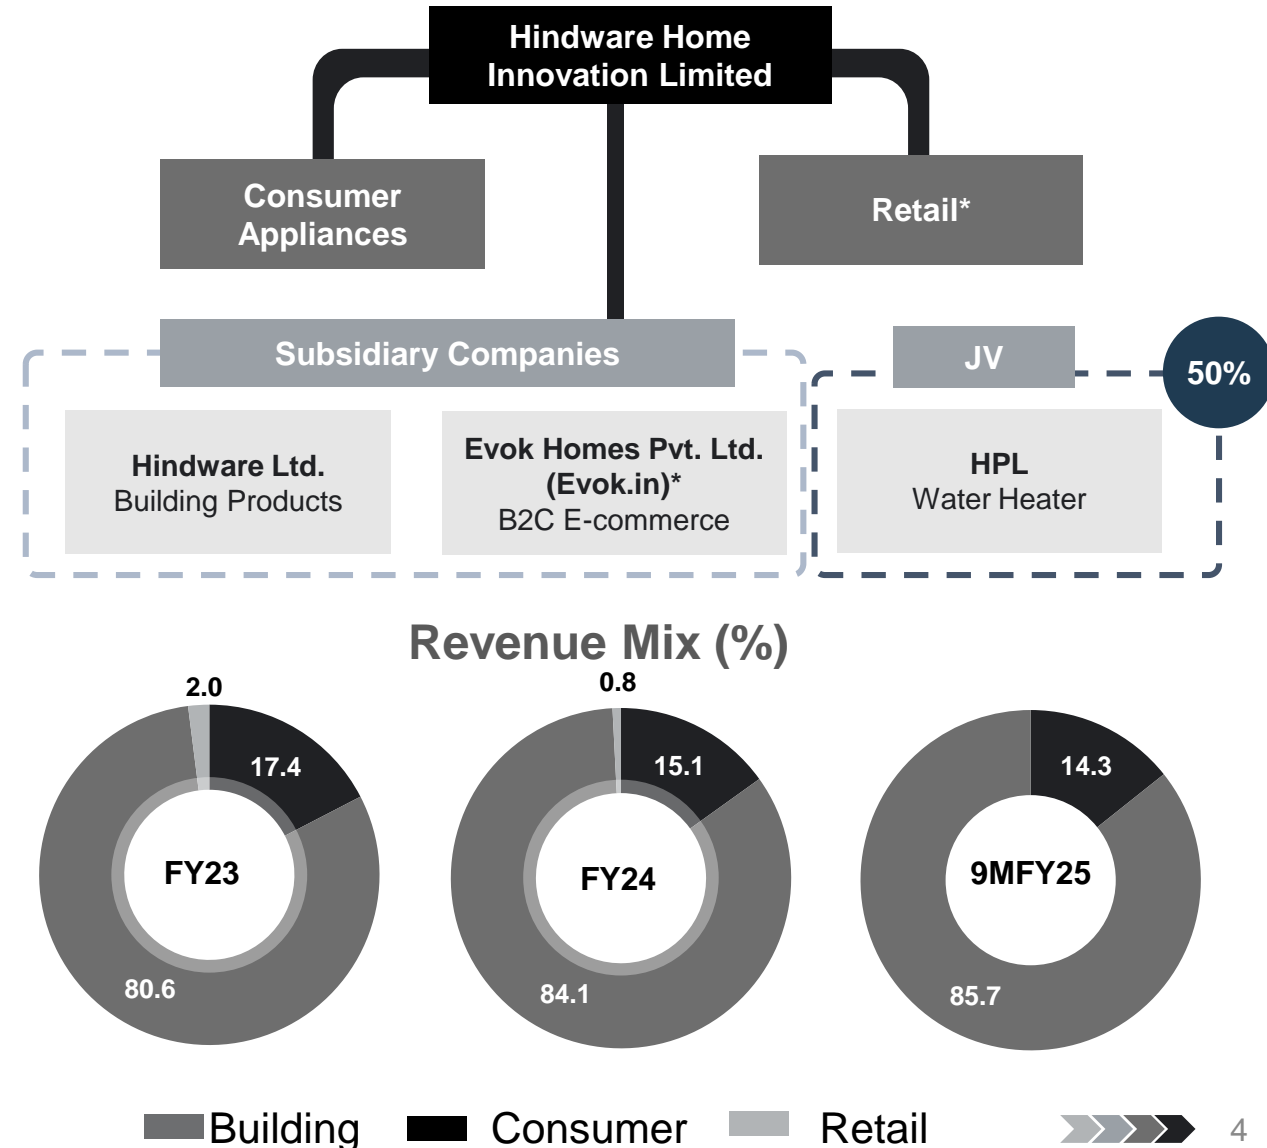 Hindware Home
Innovation Limited
Consumer
Appliances
Retail*
Subsidiary Companies
JV
50%
Hindware Ltd.
Building Products
Evok Homes Pvt. Ltd.
(Evok.in)*
B2C E-commerce
HPL
Water Heater
Revenue Mix (%)
2.0
17.4
FY23
80.6
0.8
15.1
FY24
84.1
14.3
9MFY25
85.7
Building
Consumer
Retail
4